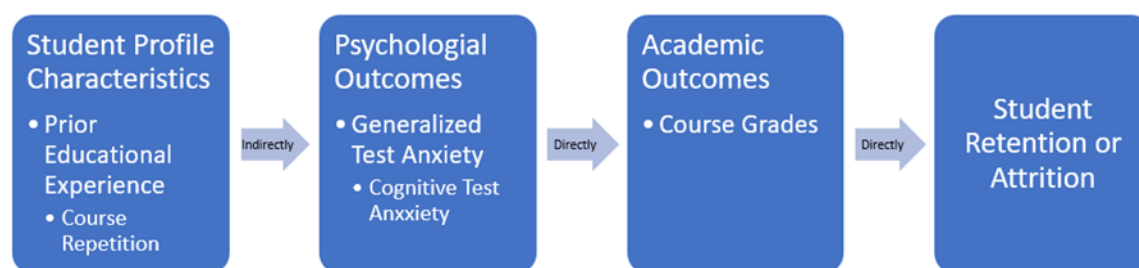 Student Profile
Characteristics
• Prior
Educational
Experience
• Course
Repetition
Indirectly
Psychologial
Outcomes
• Generalized
Test Anxiety
• Cognitive Test
Anxxiety
Directly
Academic
Outcomes
• Course Grades
Directly
Student
Retention or
Attrition